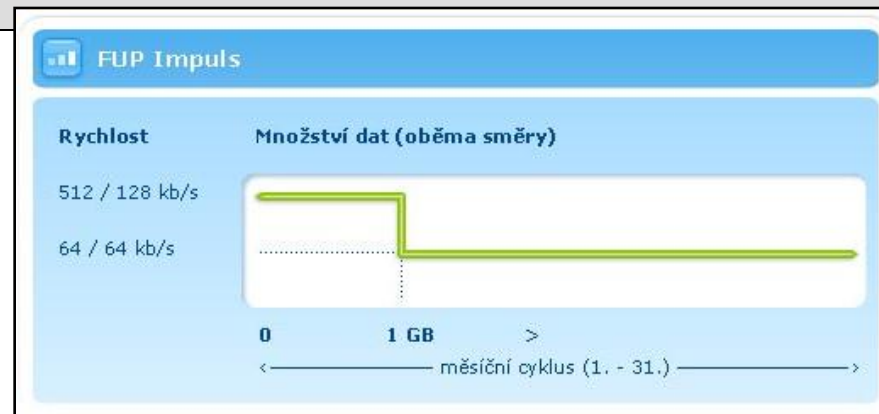 FUP Impuls
Rychlost Množství dat (oběma směry)
512 / 128 kb/s
64 / 64 kb/s
0 1 GB >
< měsíční cyklus (1. - 31.) >